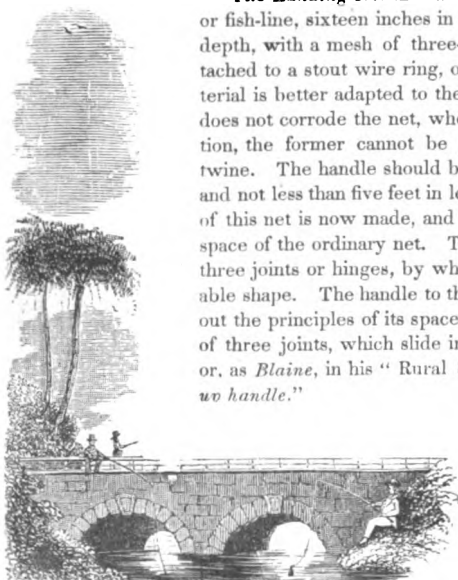 or fish-line, sixteen inches in
depth, with a mesh of three
tached to a stout wire ring, o
terial is better adapted to the
does not corrode the net, whe
tion, the former cannot be
twine. The handle should b
and not less than five feet in le
of this net is now made, and
space of the ordinary net. T
three joints or hinges, by wh
able shape. The handle to th
out the principles of its space
of three joints, which slide in
or, as Blaine, in his “ Rural
up handle.”